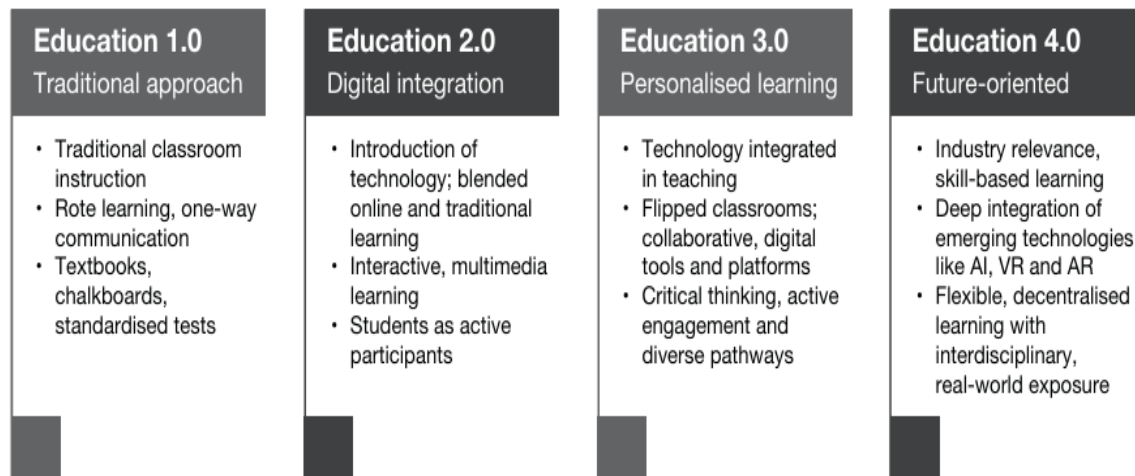 Education 1.0
Traditional approach
• Traditional classroom
instruction
• Rote learning, one-way
communication
• Textbooks,
chalkboards,
standardised tests
Education 2.0
Digital integration
• Introduction of
technology; blended
online and traditional
learning
• Interactive, multimedia
learning
• Students as active
participants
Education 3.0
Personalised learning
• Technology integrated
in teaching
• Flipped classrooms;
collaborative, digital
tools and platforms
• Critical thinking, active
engagement and
diverse pathways
Education 4.0
Future-oriented
• Industry relevance,
skill-based learning
• Deep integration of
emerging technologies
like AI, VR and AR
• Flexible, decentralised
learning with
interdisciplinary,
real-world exposure